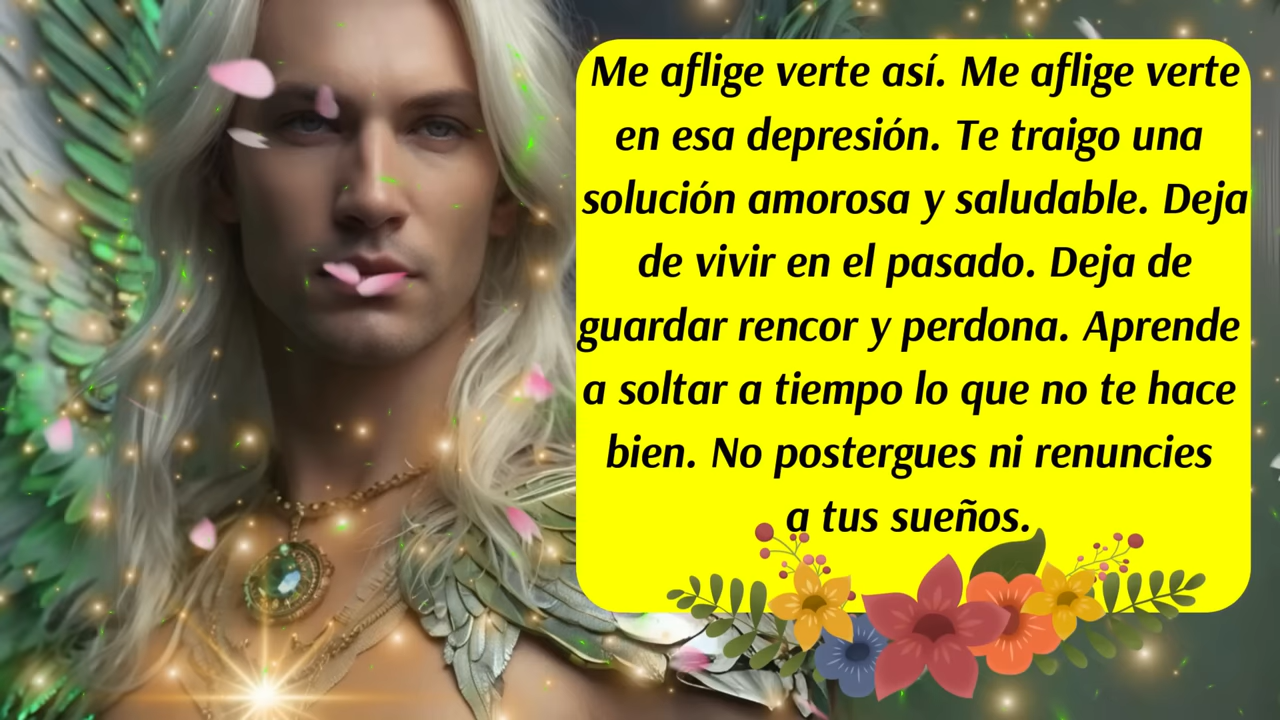 Me aflige verte así. Me aflige verte
en esa depresión. Te traigo una
solución amorosa y saludable. Deja
de vivir en el pasado. Deja de
guardar rencor y perdona. Aprende
a soltar a tiempo lo que no te hace
bien. No postergues ni renuncies
a tus sueños.